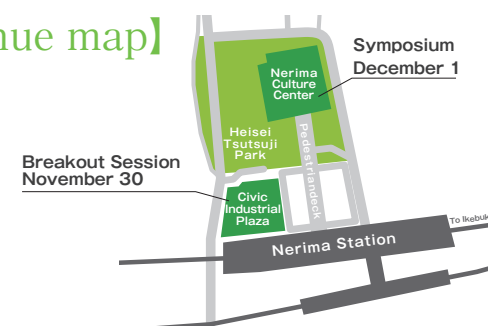 nue map】
Symposium
December 1
Nerima
Culture
Center
Heisei
Tsutsuji
Park
Pedestriandeck
Breakout Session
November 30
Civic
Industrial
Plaza
To Ikebuk
Nerima Station